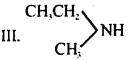 CH₃CH₂
NH
III.
CH₃